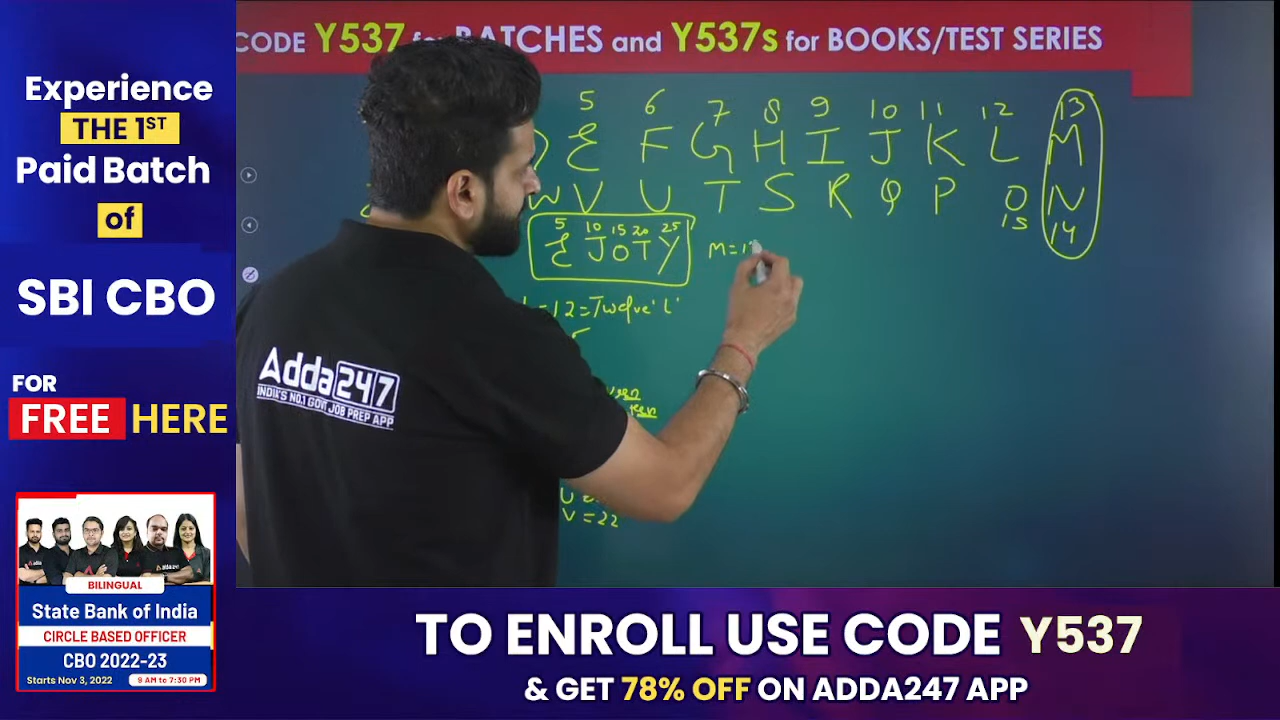 CODE Y537 for BATCHES and Y537s for BOOKS/TEST SERIES
Experience
THE 1ST
Paid Batch
of
SBI CBO
FOR
FREE HERE
BILINGUAL
State Bank of India
CIRCLE BASED OFFICER
CBO 2022-23
Starts Nov 3, 2022
9 AM to 7:30 PM
5 6 7 8 9 10 11 12 13
E F G H I J K L M
W V U T S R Q P O N
15 14
5 10 15 20 25
E J O T Y
M=1
=12=Twelve 'L'
V=22
Adda247
INDIA'S NO.1 GOVT JOB PREP APP
TO ENROLL USE CODE Y537
& GET 78% OFF ON ADDA247 APP